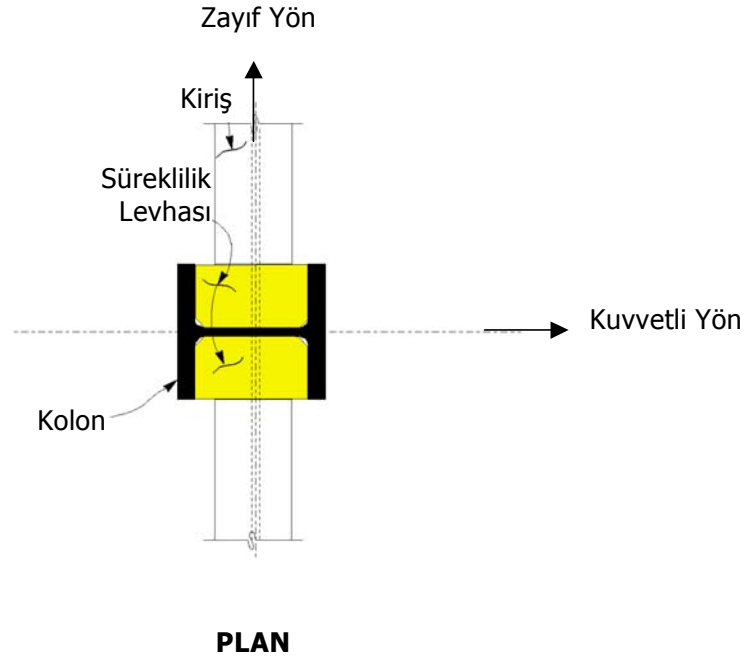 Zayıf Yön
Kiriş
Süreklilik
Levhası
Kuvvetli Yön
Kolon
PLAN